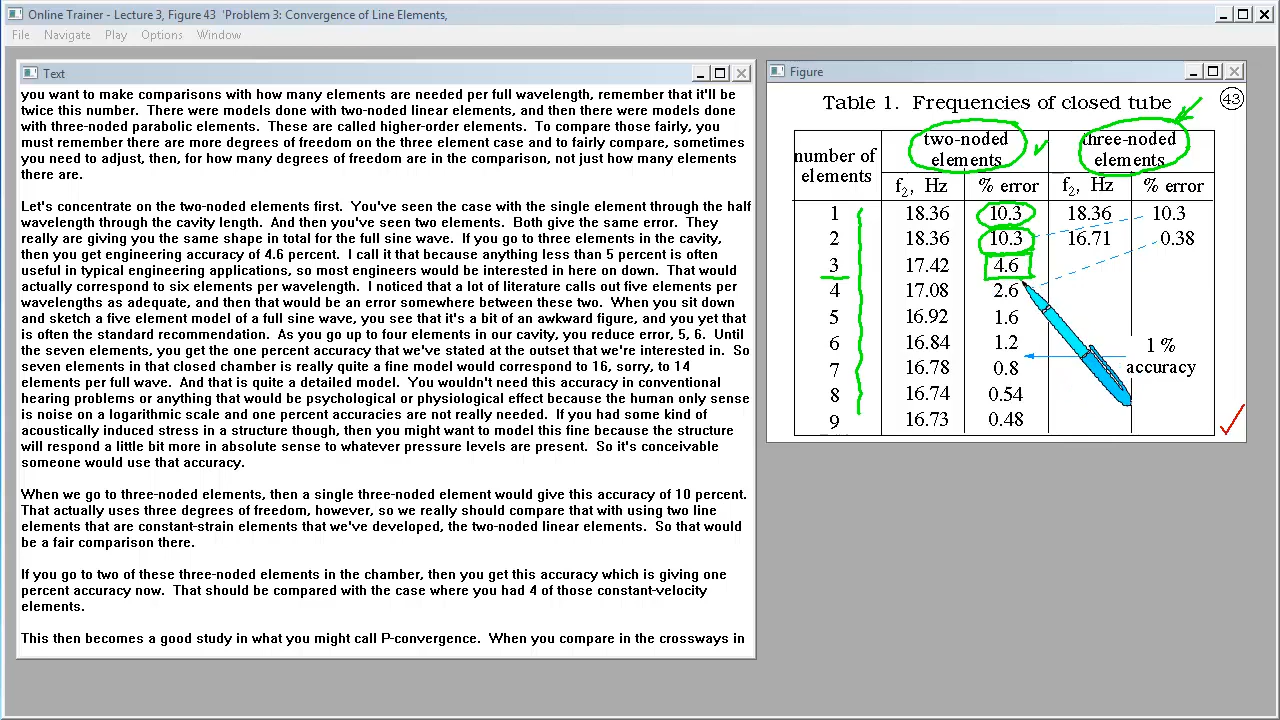 Online Trainer - Lecture 3, Figure 43 'Problem 3: Convergence of Line Elements,
File Navigate Play Options Window
Text
you want to make comparisons with how many elements are needed per full wavelength, remember that it'll be
twice this number. There were models done with two-noded linear elements, and then there were models done
with three-noded parabolic elements. These are called higher-order elements. To compare those fairly, you
must remember there are more degrees of freedom on the three element case and to fairly compare, sometimes
you need to adjust, then, for how many degrees of freedom are in the comparison, not just how many elements
there are.
Let's concentrate on the two-noded elements first. You've seen the case with the single element through the half
wavelength through the cavity length. And then you've seen two elements. Both give the same error. They
really are giving you the same shape in total for the full sine wave. If you go to three elements in the cavity,
then you get engineering accuracy of 4.6 percent. I call it that because anything less than 5 percent is often
useful in typical engineering applications, so most engineers would be interested in here on down. That would
actually correspond to six elements per wavelength. I noticed that a lot of literature calls out five elements per
wavelengths as adequate, and then that would be an error somewhere between these two. When you sit down
and sketch a five element model of a full sine wave, you see that it's a bit of an awkward figure, and you yet that
is often the standard recommendation. As you go up to four elements in our cavity, you reduce error, 5, 6. Until
the seven elements, you get the one percent accuracy that we've stated at the outset that we're interested in. So
seven elements in that closed chamber is really quite a fine model would correspond to 16, sorry, to 14
elements per full wave. And that is quite a detailed model. You wouldn't need this accuracy in conventional
hearing problems or anything that would be psychological or physiological effect because the human only sense
is noise on a logarithmic scale and one percent accuracies are not really needed. If you had some kind of
acoustically induced stress in a structure though, then you might want to model this fine because the structure
will respond a little bit more in absolute sense to whatever pressure levels are present. So it's conceivable
someone would use that accuracy.
When we go to three-noded elements, then a single three-noded element would give this accuracy of 10 percent.
That actually uses three degrees of freedom, however, so we really should compare that with using two line
elements that are constant-strain elements that we've developed, the two-noded linear elements. So that would
be a fair comparison there.
If you go to two of these three-noded elements in the chamber, then you get this accuracy which is giving one
percent accuracy now. That should be compared with the case where you had 4 of those constant-velocity
elements.
This then becomes a good study in what you might call P-convergence. When you compare in the crossways in
Figure
Table 1. Frequencies of closed tube 43
number of elements two-noded elements three-noded elements
f2, Hz % error f2, Hz % error
1 18.36 10.3 18.36 10.3
2 18.36 10.3 16.71 0.38
3 17.42 4.6
4 17.08 2.6
5 16.92 1.6
6 16.84 1.2
7 16.78 0.8
8 16.74 0.54
9 16.73 0.48
1 %
accuracy